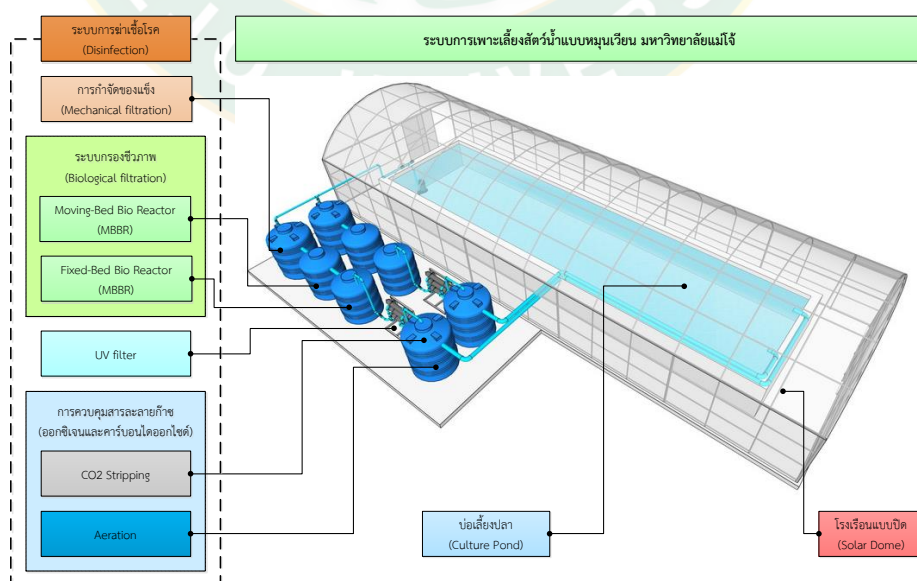 ระบบการฆ่าเชื้อโรค
(Disinfection)
ระบบการเพาะเลี้ยงสัตว์น้ำแบบหมุนเวียน มหาวิทยาลัยแม่โจ้
การกำจัดของแข็ง
(Mechanical filtration)
ระบบกรองชีวภาพ
(Biological filtration)
Moving-Bed Bio Reactor
(MBBR)
Fixed-Bed Bio Reactor
(MBBR)
UV filter
การควบคุมสารละลายก๊าซ
(ออกซิเจนและคาร์บอนไดออกไซด์)
CO2 Stripping
Aeration
บ่อเลี้ยงปลา
(Culture Pond)
โรงเรือนแบบปิด
(Solar Dome)